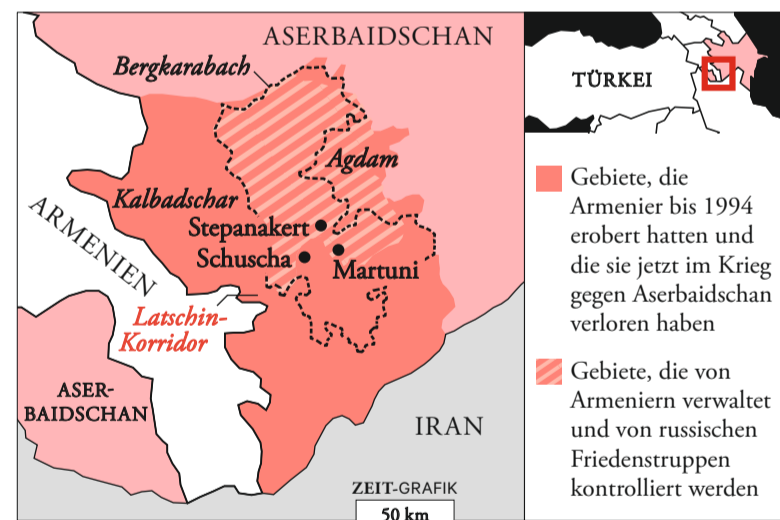 ASERBAIDSCHAN
Bergkarabach
Agdam
Kalbadschar
Stepanakert
Schuscha
Martuni
ARMENIEN
Latschin-
Korridor
ASER-
BAIDSCHAN
IRAN
ZEIT-GRAFIK
50 km
TÜRKEI
Gebiete, die
Armenier bis 1994
erobert hatten und
die sie jetzt im Krieg
gegen Aserbaidschan
verloren haben
Gebiete, die von
Armeniern verwaltet
und von russischen
Friedenstruppen
kontrolliert werden